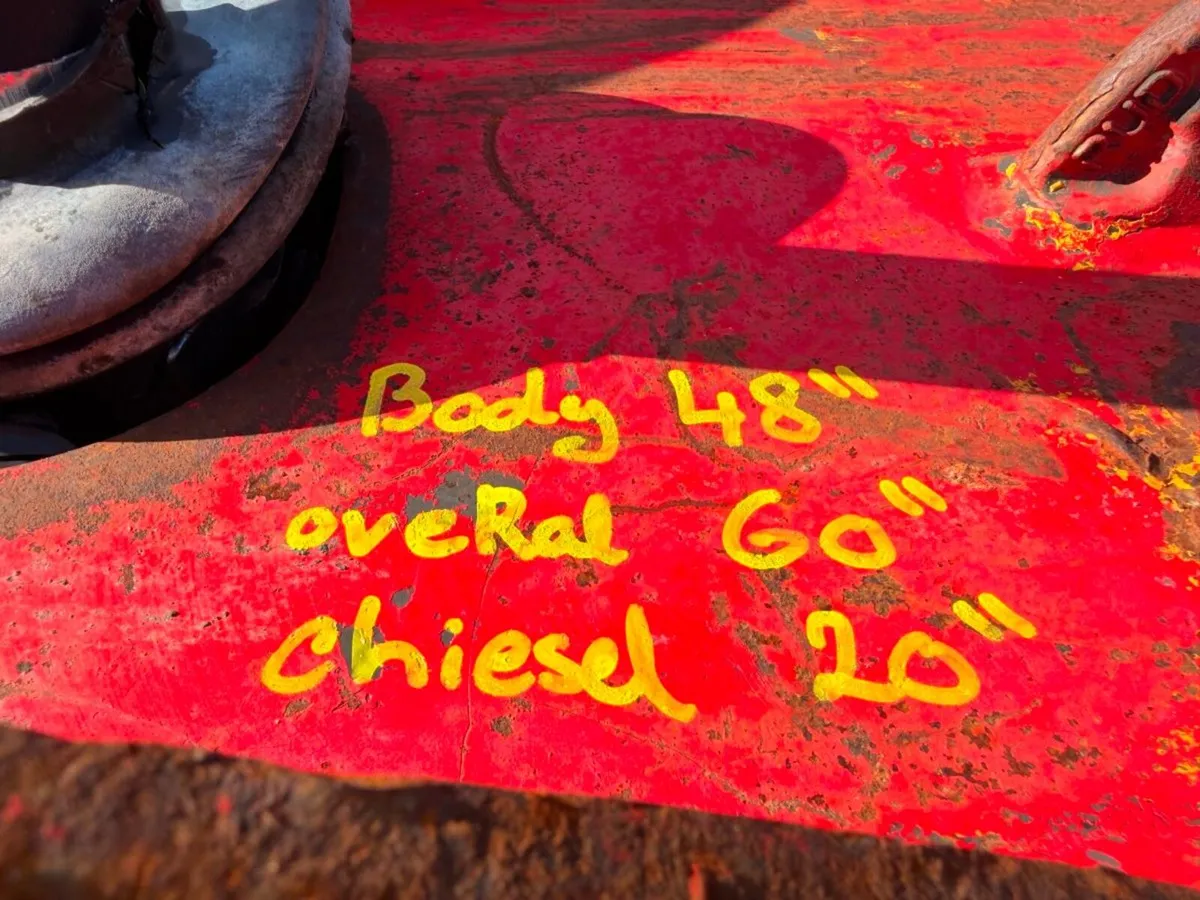 Body 48"
oveRal 60"
Chiesel 20"